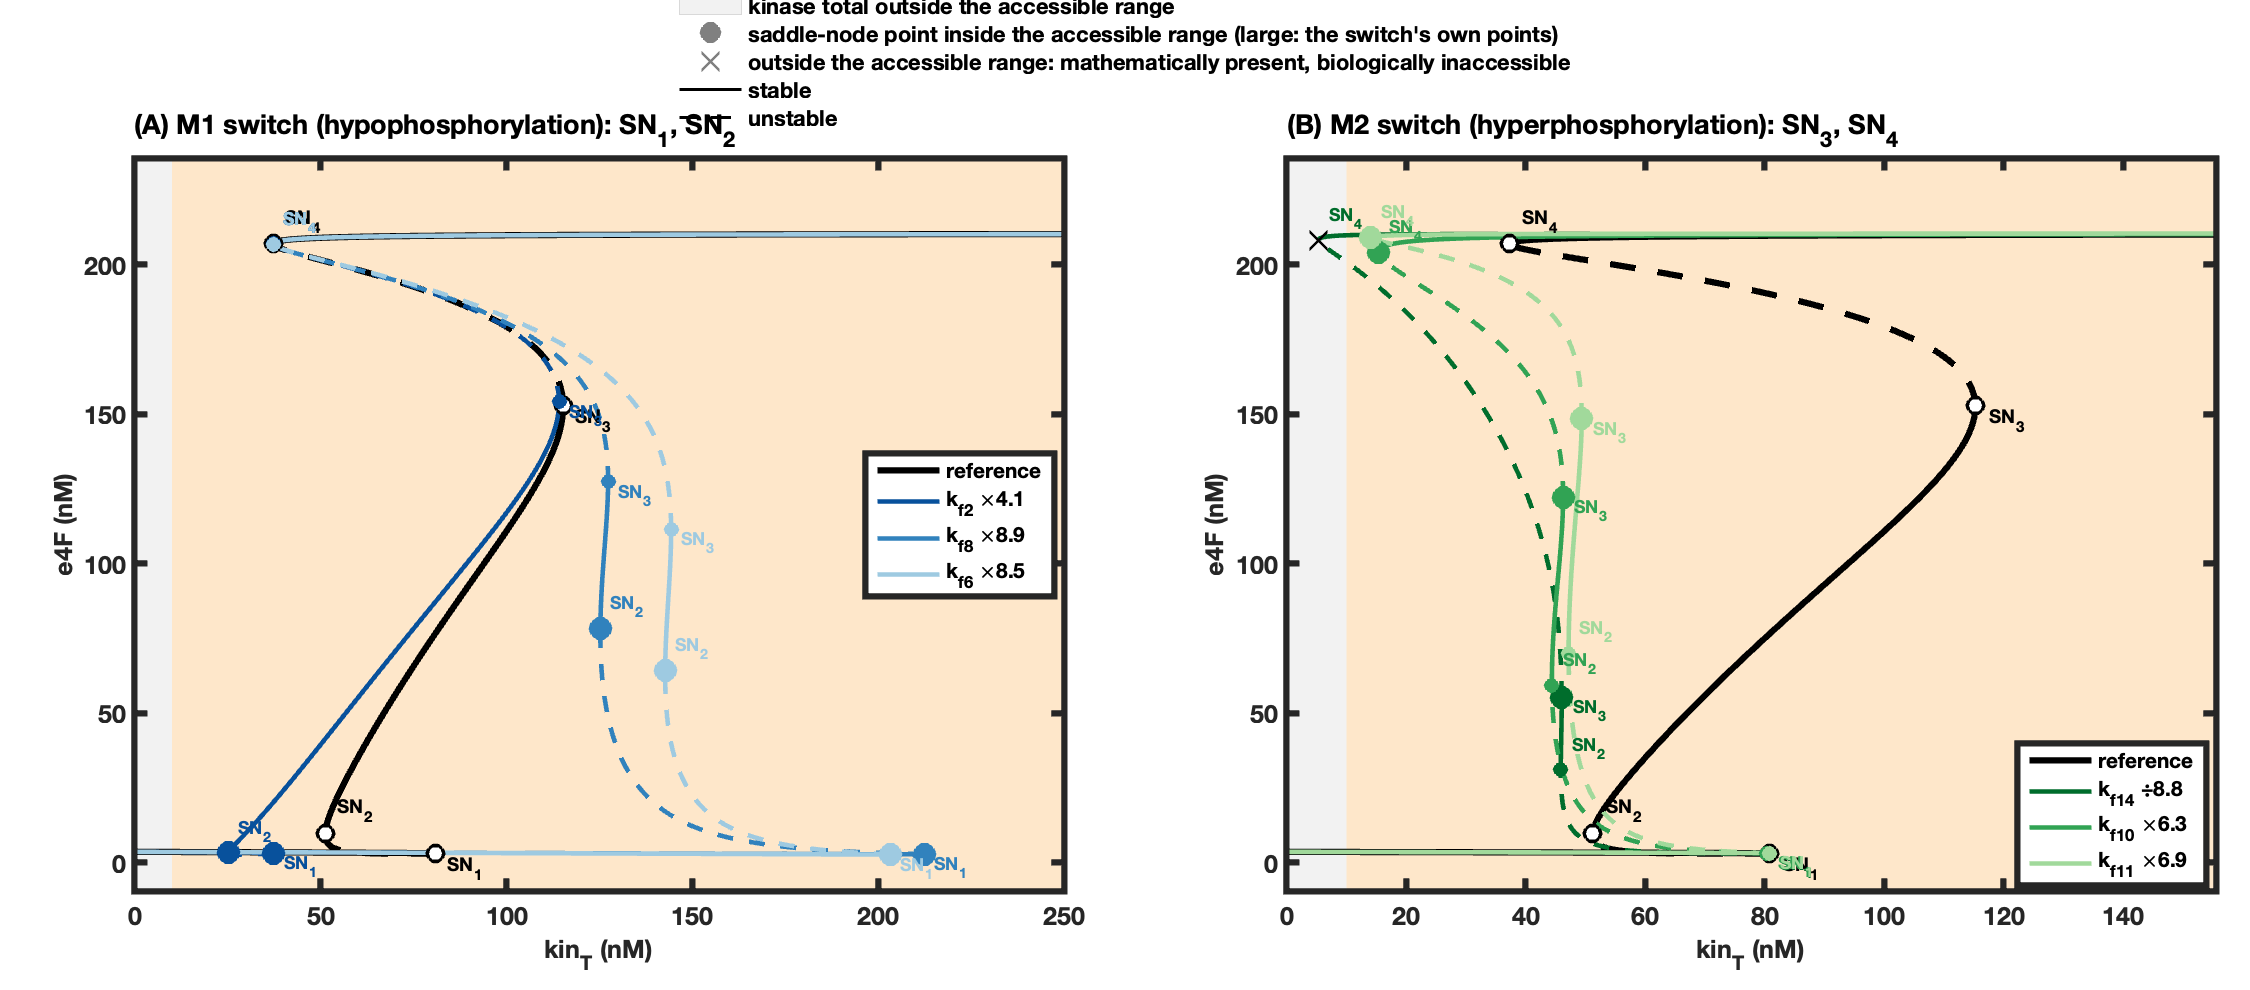 kinase total outside the accessible range
saddle-node point inside the accessible range (large: the switch's own points)
outside the accessible range: mathematically present, biologically inaccessible
stable
unstable
(A) M1 switch (hypophosphorylation): SN1, SN2
SN4
SN4
200
150
100
50
0
e4F (nM)
SN3
SN3
SN3
SN3
SN2
SN2
SN2
SN2
SN1
SN1
SN1
SN1
reference
kf2 ×4.1
kf8 ×8.9
kf6 ×8.5
0 50 100 150 200 250
kinT (nM)
(B) M2 switch (hyperphosphorylation): SN3, SN4
SN4
SN4
SN4
SN4
200
150
100
50
0
e4F (nM)
SN3
SN3
SN3
SN2
SN2
SN3
SN2
SN2
SN1
reference
kf14 ÷8.8
kf10 ×6.3
kf11 ×6.9
0 20 40 60 80 100 120 140
kinT (nM)